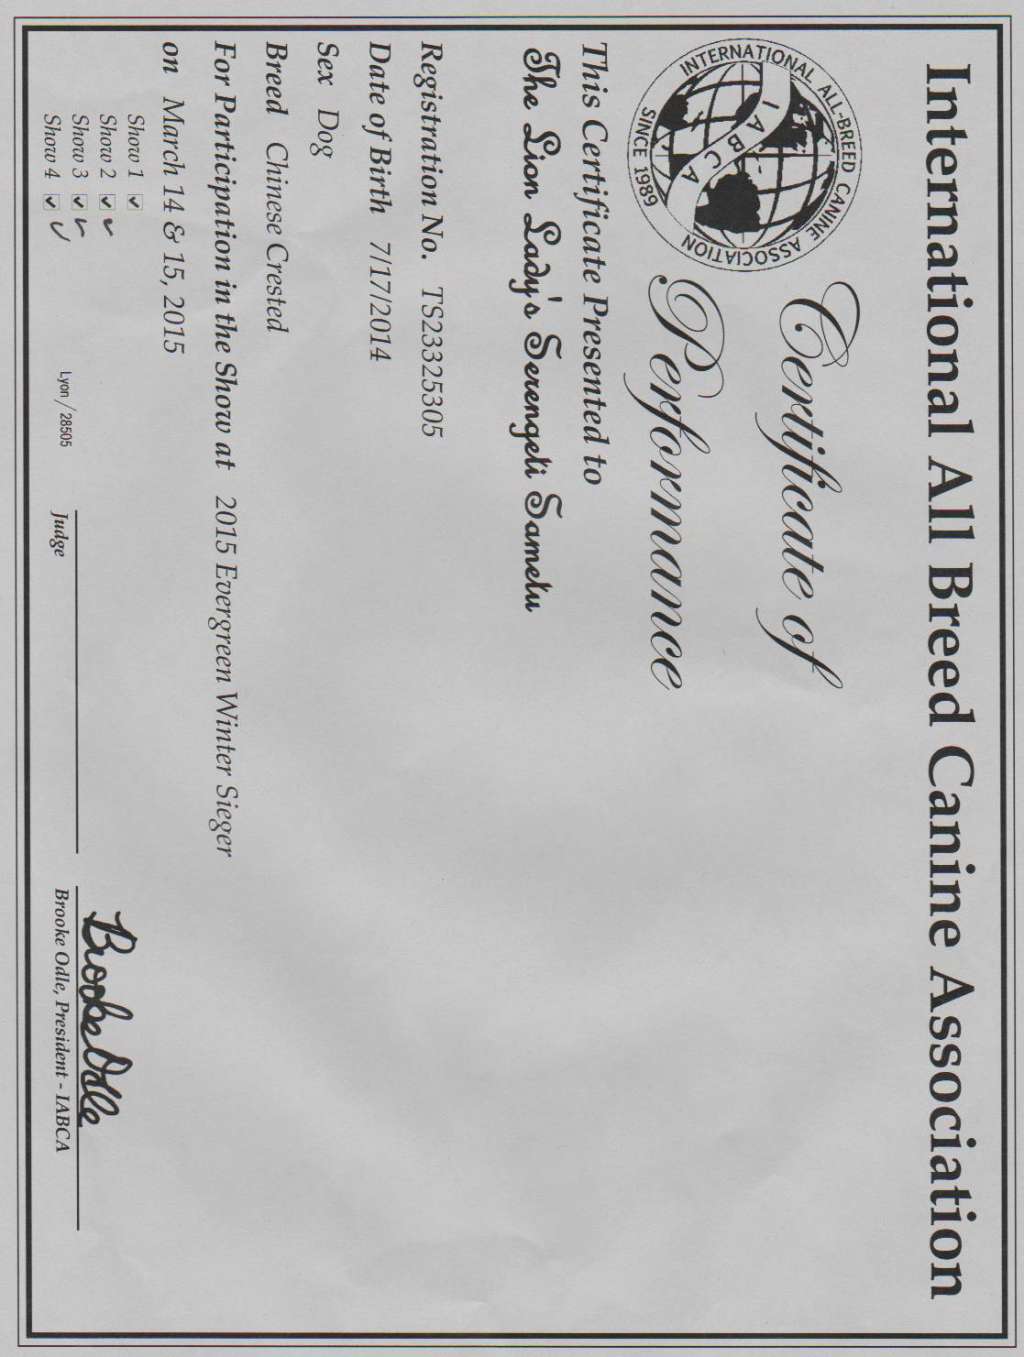 International All Breed Canine Association
INTERNATIONAL ALL-BREED CANINE ASSOCIATION
SINCE 1989
IABCA
Certificate of
Performance
This Certificate Presented to
The Lion Lady's Serengeti Sametu
Registration No. TS23325305
Date of Birth 7/17/2014
Sex Dog
Breed Chinese Crested
For Participation in the Show at 2015 Evergreen Winter Sieger
on March 14 & 15, 2015
Show 1 ✓
Show 2 ✓ ✓
Show 3 ✓ ✓
Show 4 ✓ ✓
Lyon / 28505
Judge
Brooke Odle
Brooke Odle, President - IABCA